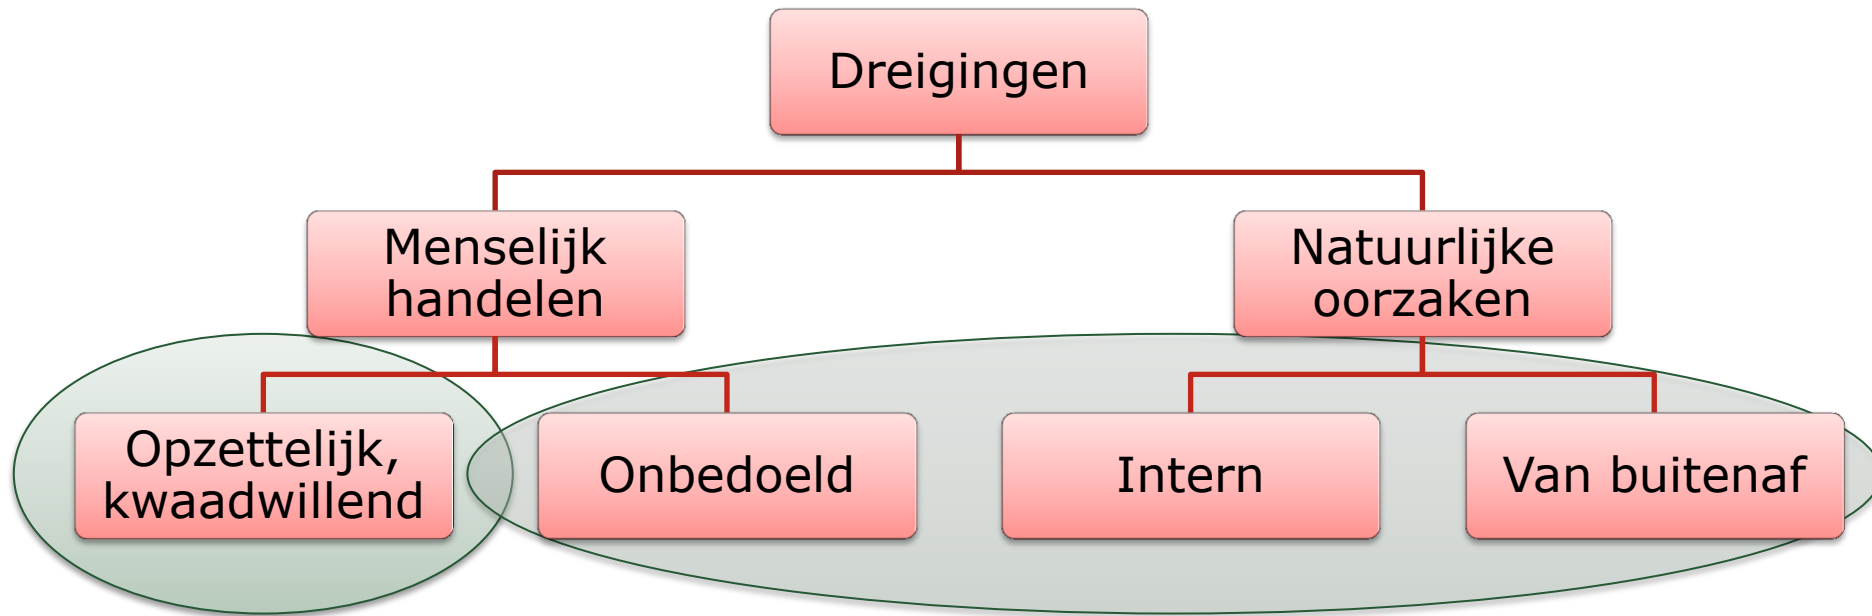 Dreigingen
Menselijk
handelen
Natuurlijke
oorzaken
Opzettelijk,
kwaadwillend
Onbedoeld
Intern
Van buitenaf